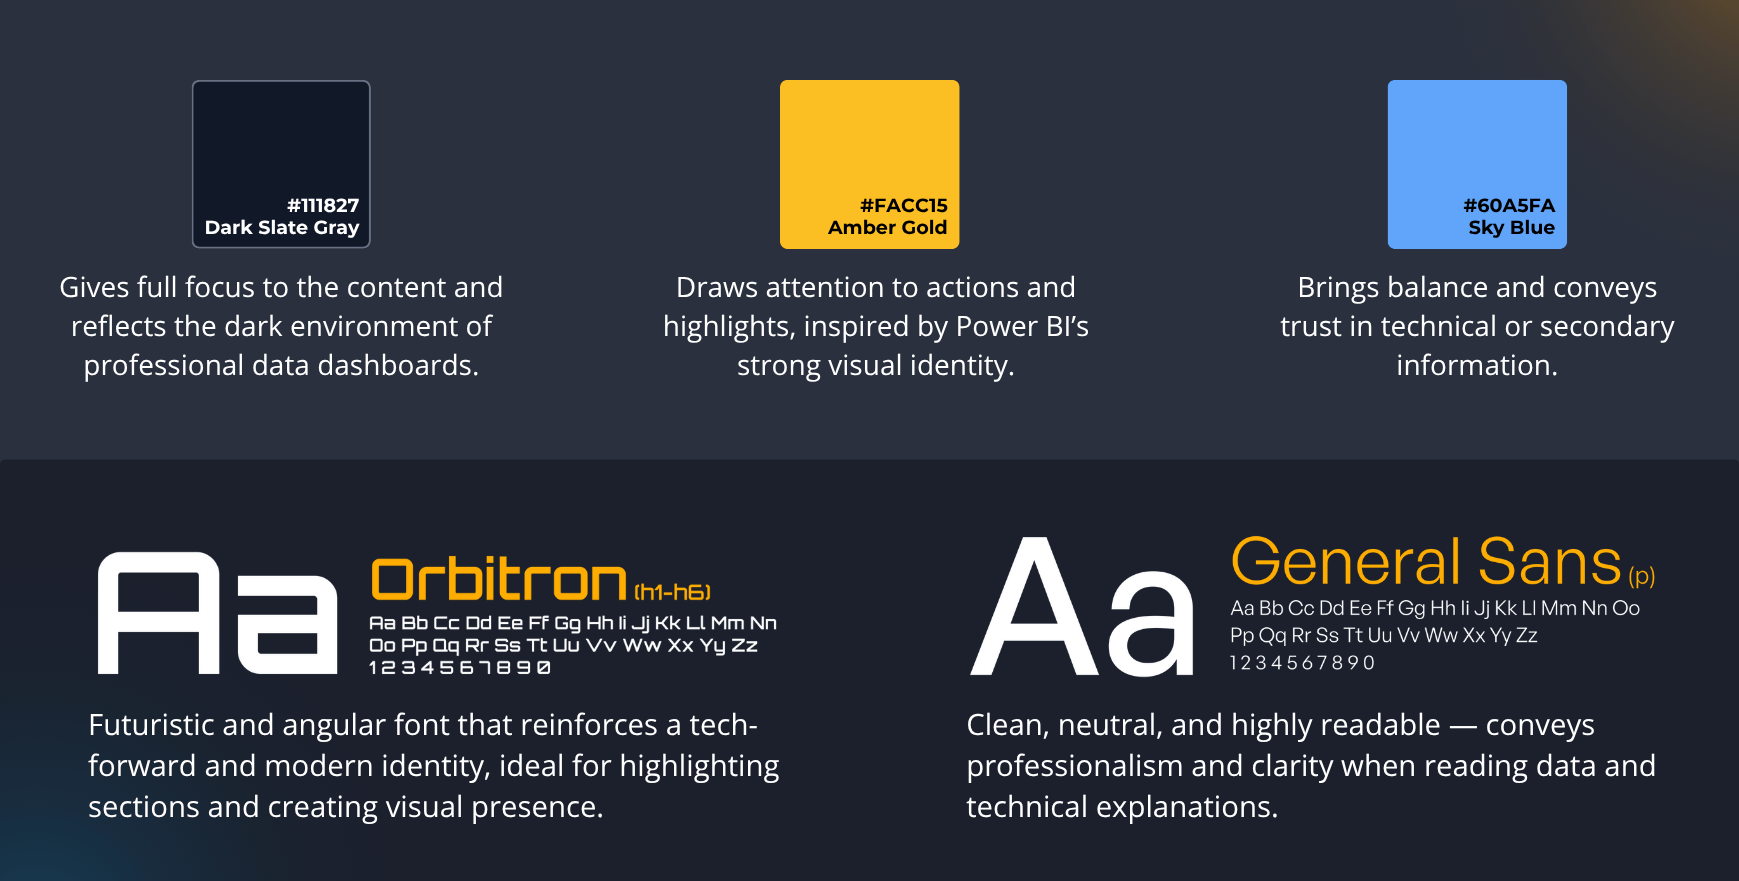 #111827
Dark Slate Gray
Gives full focus to the content and
reflects the dark environment of
professional data dashboards.
#FACC15
Amber Gold
Draws attention to actions and
highlights, inspired by Power BI’s
strong visual identity.
#60A5FA
Sky Blue
Brings balance and conveys
trust in technical or secondary
information.
Aa
Orbitron (h1-h6)
Aa Bb Cc Dd Ee Ff Gg Hh Ii Jj Kk Ll Mm Nn
Oo Pp Qq Rr Ss Tt Uu Vv Ww Xx Yy Zz
1 2 3 4 5 6 7 8 9 0
Futuristic and angular font that reinforces a tech-
forward and modern identity, ideal for highlighting
sections and creating visual presence.
Aa
General Sans (p)
Aa Bb Cc Dd Ee Ff Gg Hh Ii Jj Kk Ll Mm Nn Oo
Pp Qq Rr Ss Tt Uu Vv Ww Xx Yy Zz
1 2 3 4 5 6 7 8 9 0
Clean, neutral, and highly readable — conveys
professionalism and clarity when reading data and
technical explanations.